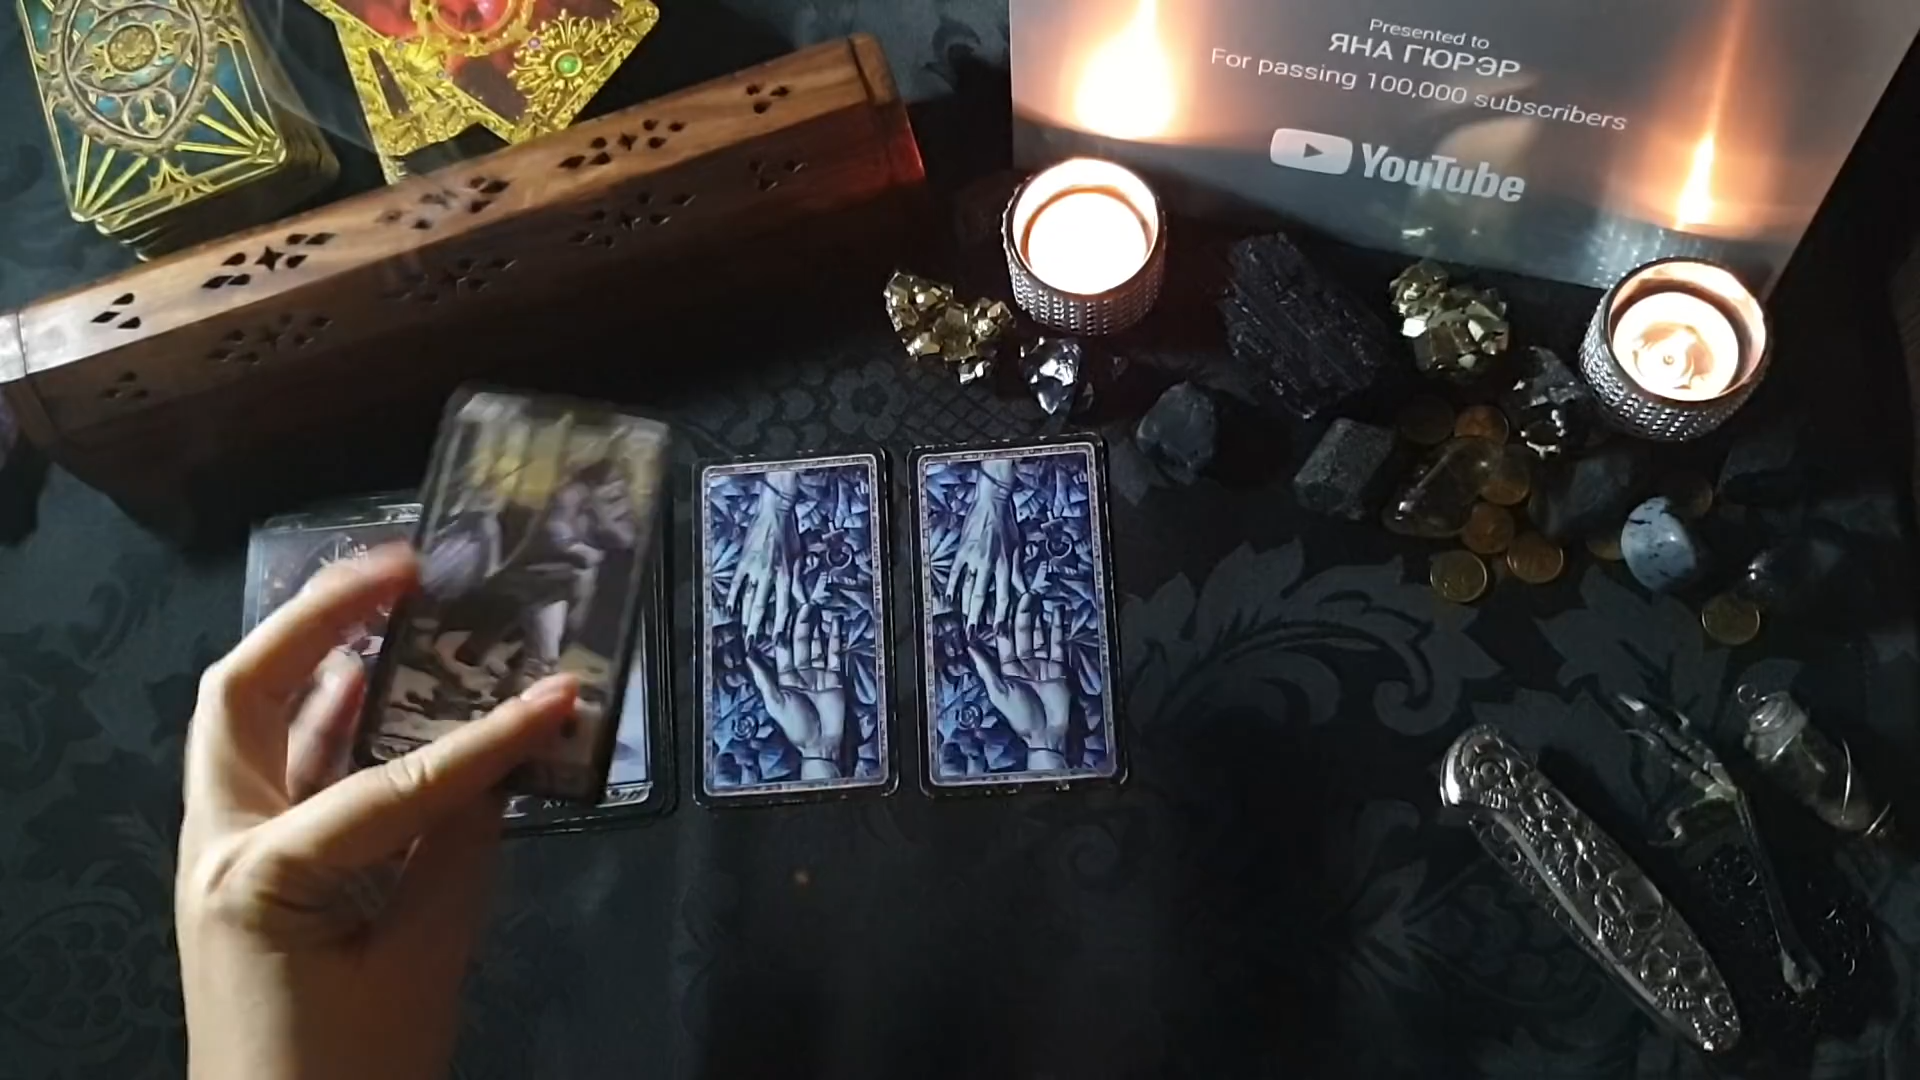 Presented to
ЯНА ГЮРЭР
For passing 100,000 subscribers
YouTube